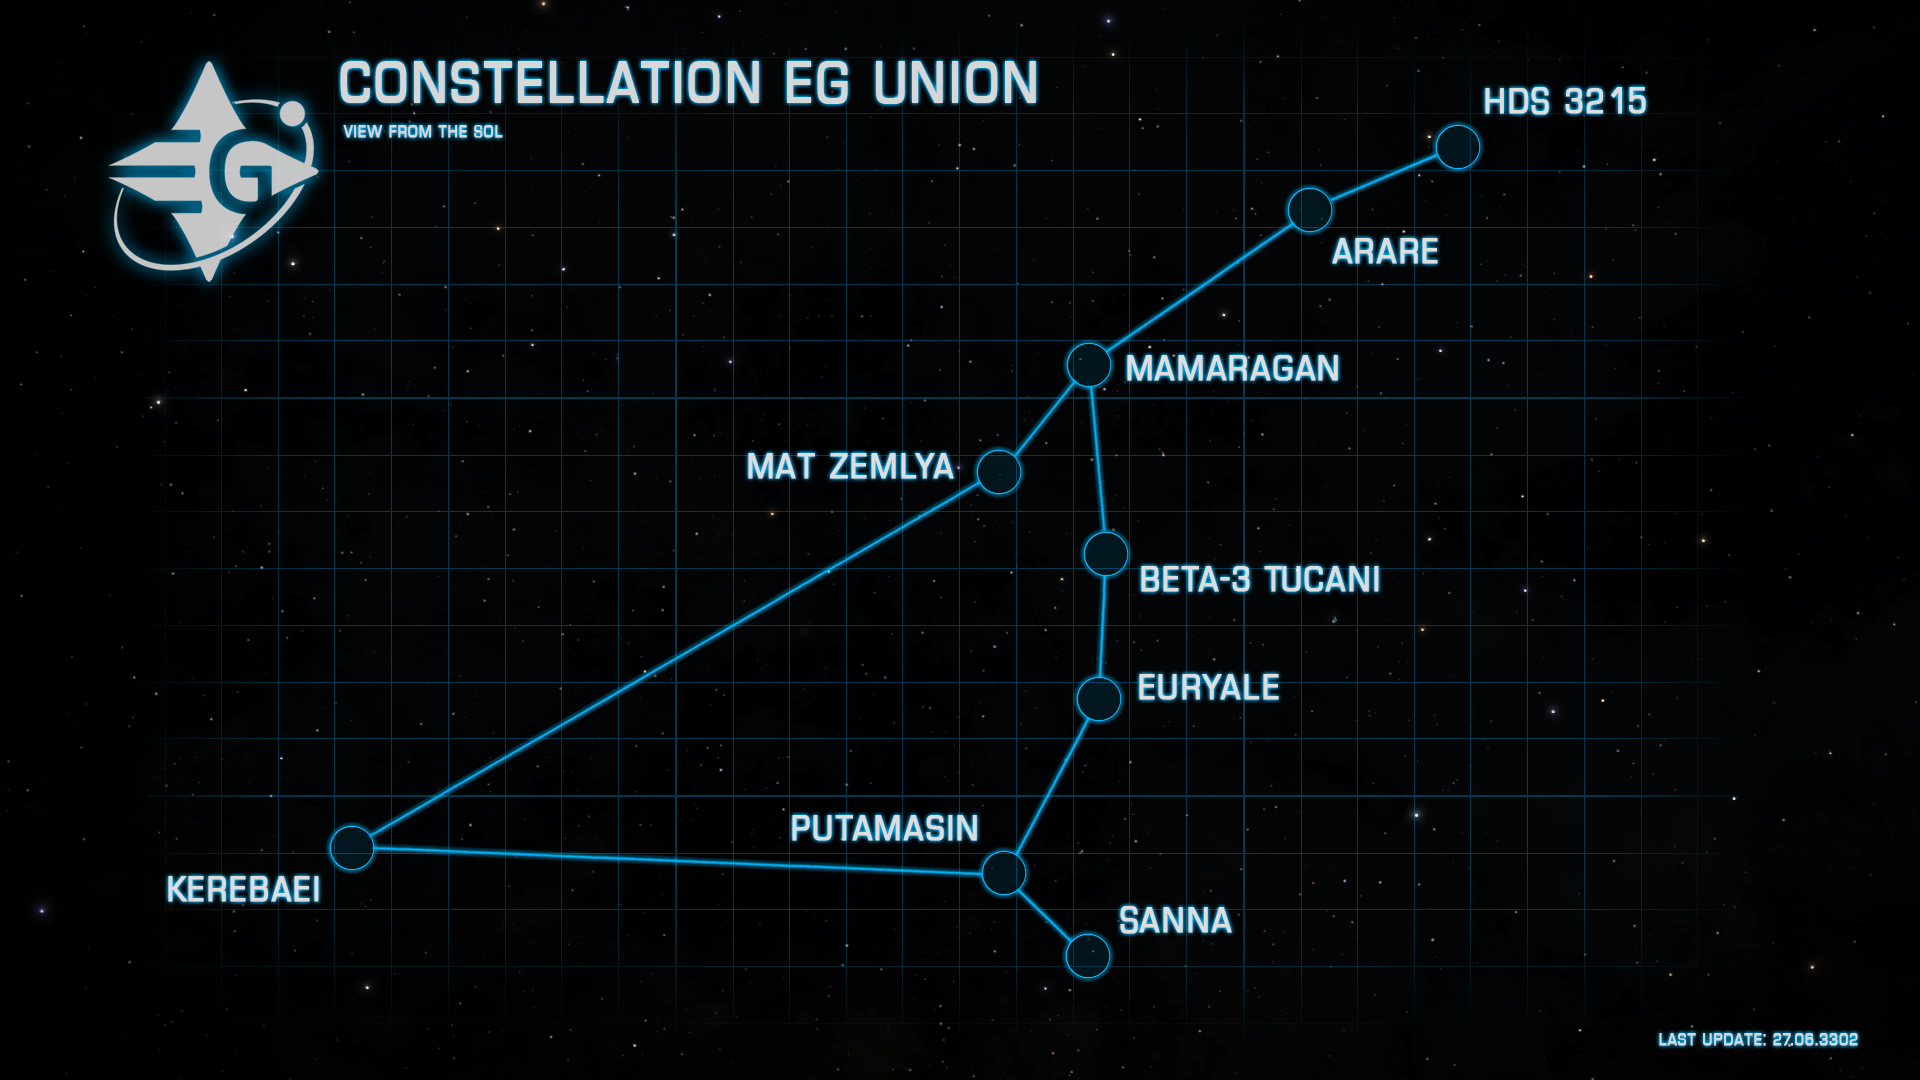 CONSTELLATION EG UNION
VIEW FROM THE SOL
EG
HDS 3215
ARARE
MAMARAGAN
MAT ZEMLYA
BETA-3 TUCANI
EURYALE
PUTAMASIN
KEREBAEI
SANNA
LAST UPDATE: 27.06.3302